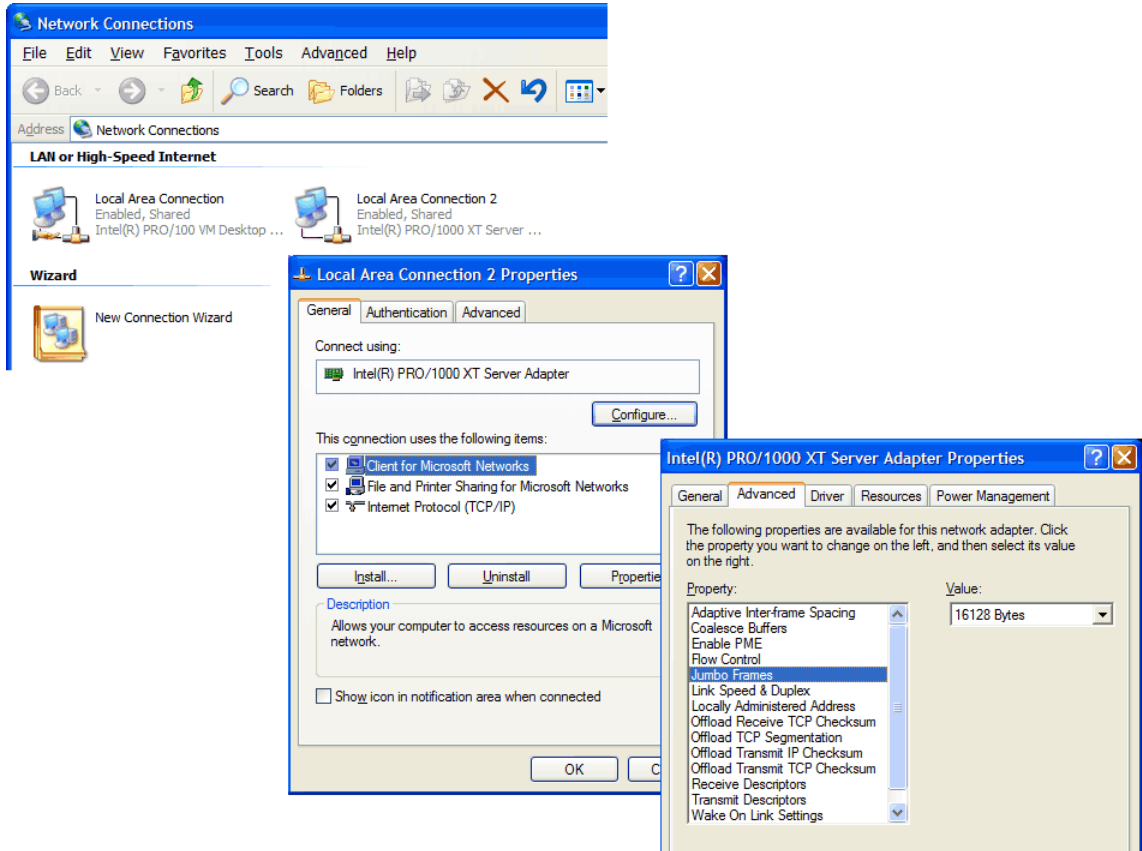 Network Connections
File Edit View Favorites Tools Advanced Help
Back Search Folders
Address Network Connections
LAN or High-Speed Internet
Local Area Connection
Enabled, Shared
Intel(R) PRO/100 VM Desktop ...
Local Area Connection 2
Enabled, Shared
Intel(R) PRO/1000 XT Server ...
Wizard
New Connection Wizard
Local Area Connection 2 Properties
General Authentication Advanced
Connect using:
Intel(R) PRO/1000 XT Server Adapter
Configure...
This connection uses the following items:
Client for Microsoft Networks
File and Printer Sharing for Microsoft Networks
Internet Protocol (TCP/IP)
Install... Uninstall Propertie
Description
Allows your computer to access resources on a Microsoft
network.
Show icon in notification area when connected
OK C
Intel(R) PRO/1000 XT Server Adapter Properties
General Advanced Driver Resources Power Management
The following properties are available for this network adapter. Click
the property you want to change on the left, and then select its value
on the right.
Property:
Adaptive Inter-frame Spacing
Coalesce Buffers
Enable PME
Flow Control
Jumbo Frames
Link Speed & Duplex
Locally Administered Address
Offload Receive TCP Checksum
Offload TCP Segmentation
Offload Transmit IP Checksum
Offload Transmit TCP Checksum
Receive Descriptors
Transmit Descriptors
Wake On Link Settings
Value:
16128 Bytes